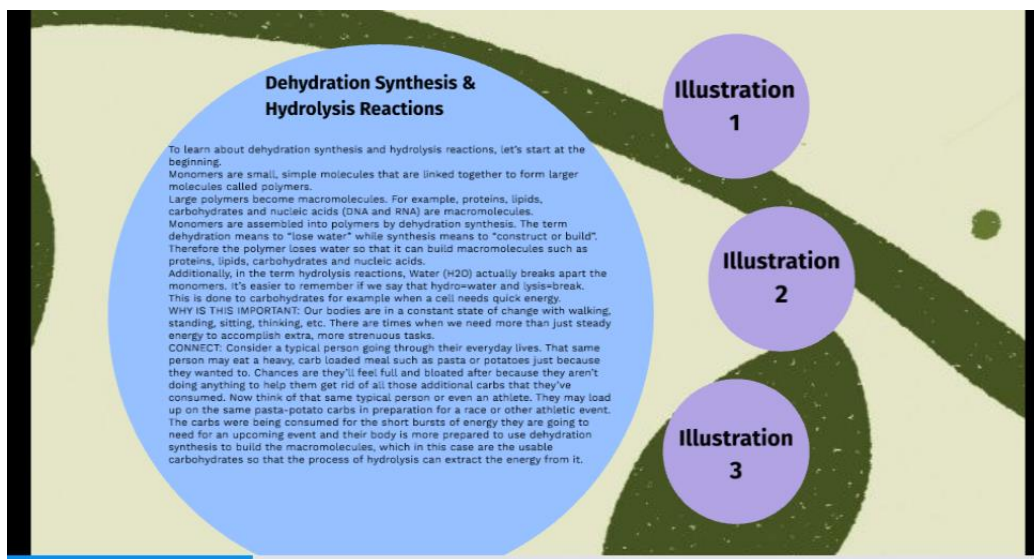 Dehydration Synthesis &
Hydrolysis Reactions
To learn about dehydration synthesis and hydrolysis reactions, let's start at the
beginning.
Monomers are small, simple molecules that are linked together to form larger
molecules called polymers.
Large polymers become macromolecules. For example, proteins, lipids,
carbohydrates and nucleic acids (DNA and RNA) are macromolecules.
Monomers are assembled into polymers by dehydration synthesis. The term
dehydration means to "lose water" while synthesis means to "construct or build".
Therefore the polymer loses water so that it can build macromolecules such as
proteins, lipids, carbohydrates and nucleic acids.
Additionally, in the term hydrolysis reactions, Water (H2O) actually breaks apart the
monomers. It's easier to remember if we say that hydro=water and lysis=break.
This is done to carbohydrates for example when a cell needs quick energy.
WHY IS THIS IMPORTANT: Our bodies are in a constant state of change with walking,
standing, sitting, thinking, etc. There are times when we need more than just steady
energy to accomplish extra, more strenuous tasks.
CONNECT: Consider a typical person going through their everyday lives. That same
person may eat a heavy, carb loaded meal such as pasta or potatoes just because
they wanted to. Chances are they'll feel full and bloated after because they aren't
doing anything to help them get rid of all those additional carbs that they've
consumed. Now think of that same typical person or even an athlete. They may load
up on the same pasta-potato carbs in preparation for a race or other athletic event.
The carbs were being consumed for the short bursts of energy they are going to
need for an upcoming event and their body is more prepared to use dehydration
synthesis to build the macromolecules, which in this case are the usable
carbohydrates so that the process of hydrolysis can extract the energy from it.
Illustration
1
Illustration
2
Illustration
3